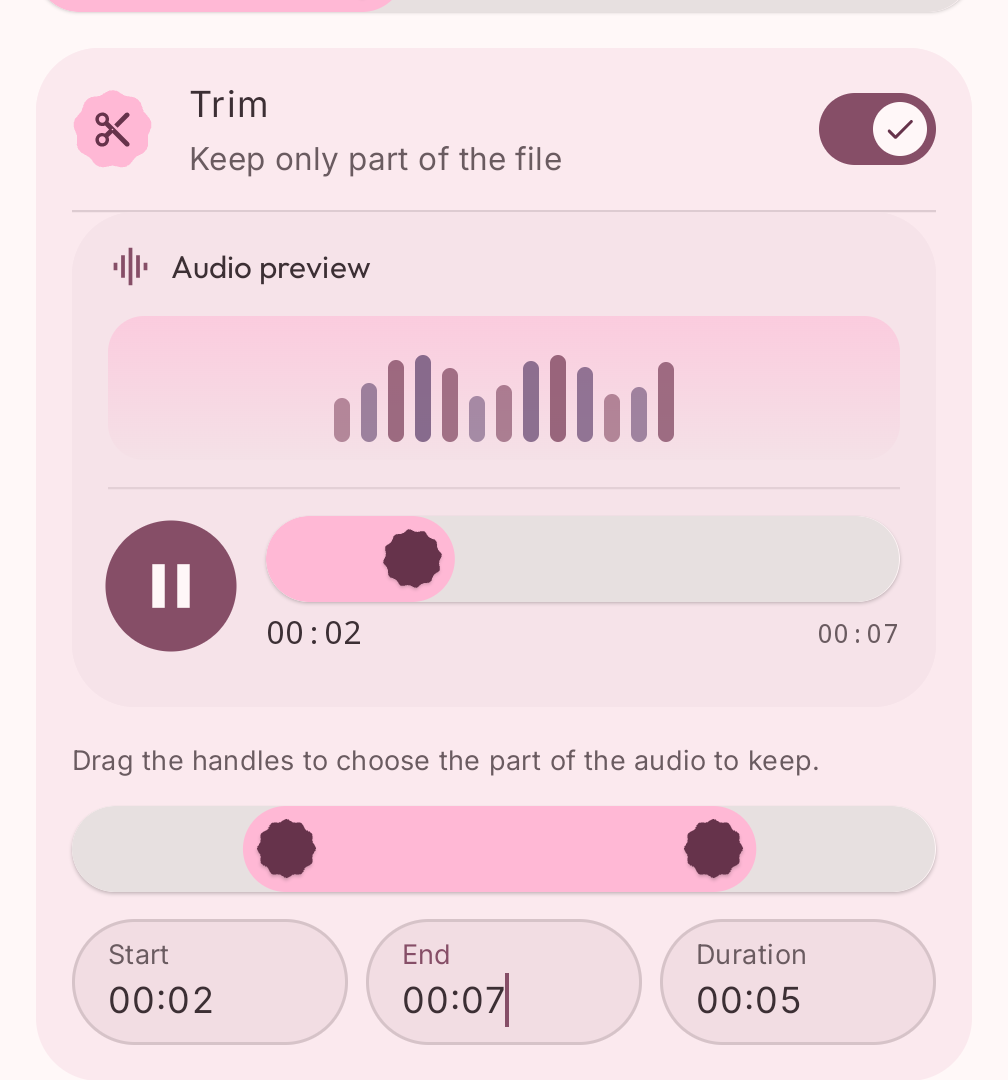 Trim
Keep only part of the file
Audio preview
00:02
00:07
Drag the handles to choose the part of the audio to keep.
Start
00:02
End
00:07
Duration
00:05